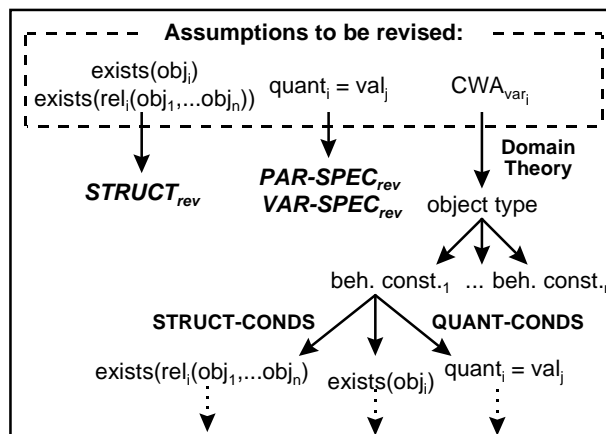 Assumptions to be revised:
exists(obj_i)
exists(rel_i(obj_1,...obj_n))
quant_i = val_j
CWA_var_i
Domain
Theory
STRUCT_rev
PAR-SPEC_rev
VAR-SPEC_rev
object type
beh. const._1 ... beh. const.
STRUCT-CONDS QUANT-CONDS
exists(rel_i(obj_1,...obj_n) exists(obj_i) quant_i = val_j